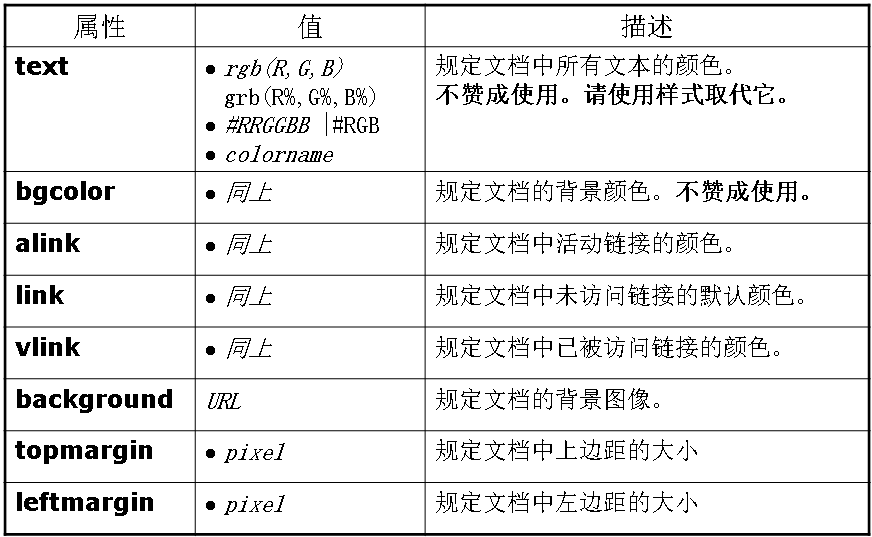 属性 值 描述
text • rgb(R,G,B) 规定文档中所有文本的颜色。
grb(R%,G%,B%) 不赞成使用。请使用样式取代它。
• #RRGGBB |#RGB
• colorname
bgcolor • 同上 规定文档的背景颜色。不赞成使用。
alink • 同上 规定文档中活动链接的颜色。
link • 同上 规定文档中未访问链接的默认颜色。
vlink • 同上 规定文档中已被访问链接的颜色。
background URL 规定文档的背景图像。
topmargin • pixel 规定文档中上边距的大小
leftmargin • pixel 规定文档中左边距的大小